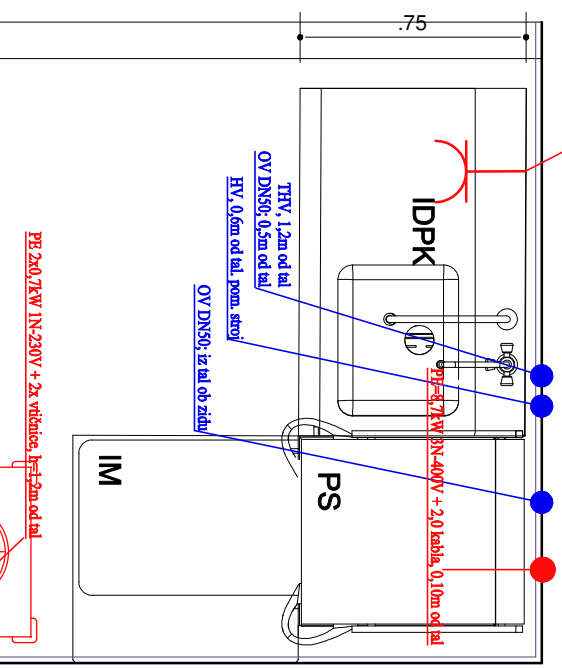 .75
IDPK
THV, 1,2m od tal
OV DN50; 0,5m od tal
HV, 0,6m od tal. pom. stroj
OV DN50; iz tal ob zidu
PE 2x0,7kW 1N-230V + 2x vtičnice, h=1,2m od tal
PE=8,7kW 3N-400V + 2,0 kabla, 0,10m od tal
IM
PS